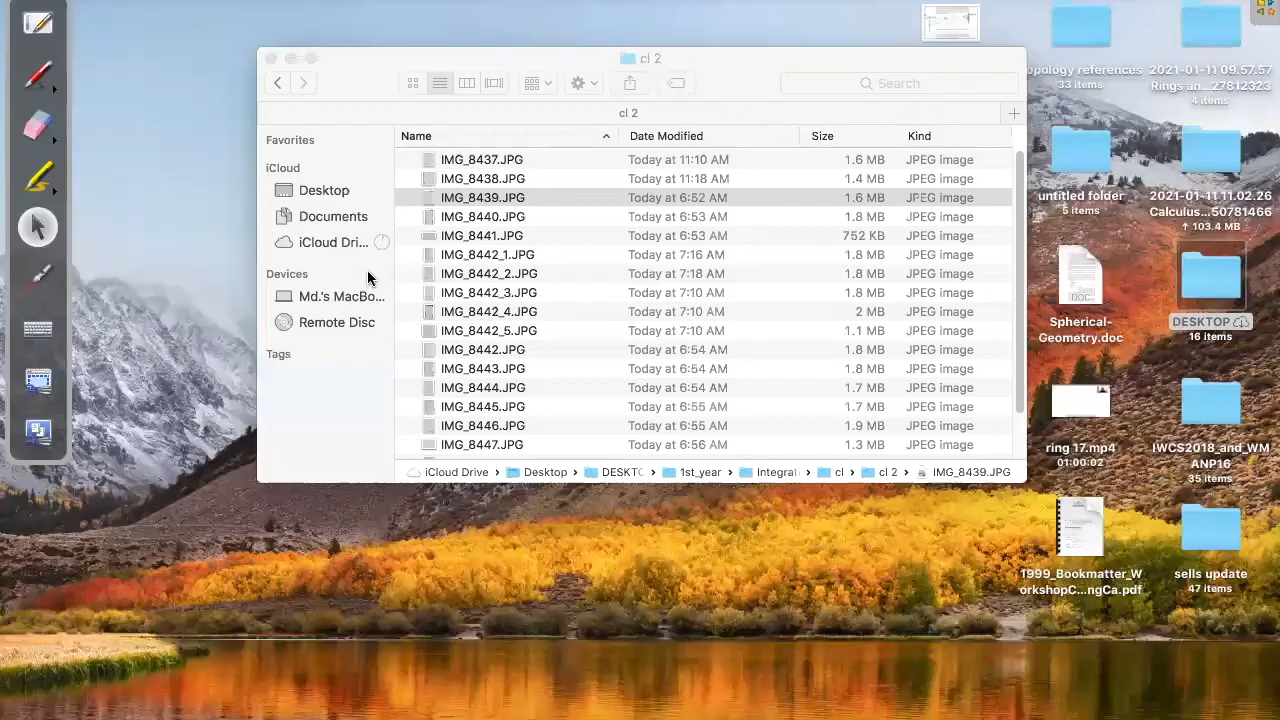 cl 2
Search
cl 2
Favorites
iCloud
Desktop
Documents
iCloud Dri...
Devices
Md.'s MacBo...
Remote Disc
Tags
Name Date Modified Size Kind
IMG_8437.JPG Today at 11:10 AM 1.6 MB JPEG image
IMG_8438.JPG Today at 11:18 AM 1.4 MB JPEG image
IMG_8439.JPG Today at 6:52 AM 1.6 MB JPEG image
IMG_8440.JPG Today at 6:53 AM 1.8 MB JPEG image
IMG_8441.JPG Today at 6:53 AM 752 KB JPEG image
IMG_8442_1.JPG Today at 7:16 AM 1.8 MB JPEG image
IMG_8442_2.JPG Today at 7:18 AM 1.8 MB JPEG image
IMG_8442_3.JPG Today at 7:10 AM 1.8 MB JPEG image
IMG_8442_4.JPG Today at 7:10 AM 2 MB JPEG image
IMG_8442_5.JPG Today at 7:10 AM 1.1 MB JPEG image
IMG_8442.JPG Today at 6:54 AM 1.8 MB JPEG image
IMG_8443.JPG Today at 6:54 AM 1.8 MB JPEG image
IMG_8444.JPG Today at 6:54 AM 1.7 MB JPEG image
IMG_8445.JPG Today at 6:55 AM 1.7 MB JPEG image
IMG_8446.JPG Today at 6:55 AM 1.9 MB JPEG image
IMG_8447.JPG Today at 6:56 AM 1.3 MB JPEG image
iCloud Drive › Desktop › DESKTC › 1st_year › Integral › cl › cl 2 › IMG_8439.JPG
opology references
33 items
2021-01-11 09.57.57
Rings an...27812323
4 items
untitled folder
5 items
2021-01-11 11.02.26
Calculus...50781466
↑ 103.4 MB
DOC
Spherical-
Geometry.doc
DESKTOP
16 items
ring 17.mp4
01:00:02
IWCS2018_and_WM
ANP16
35 items
1999_Bookmatter_W
orkshopC...ngCa.pdf
sells update
47 items